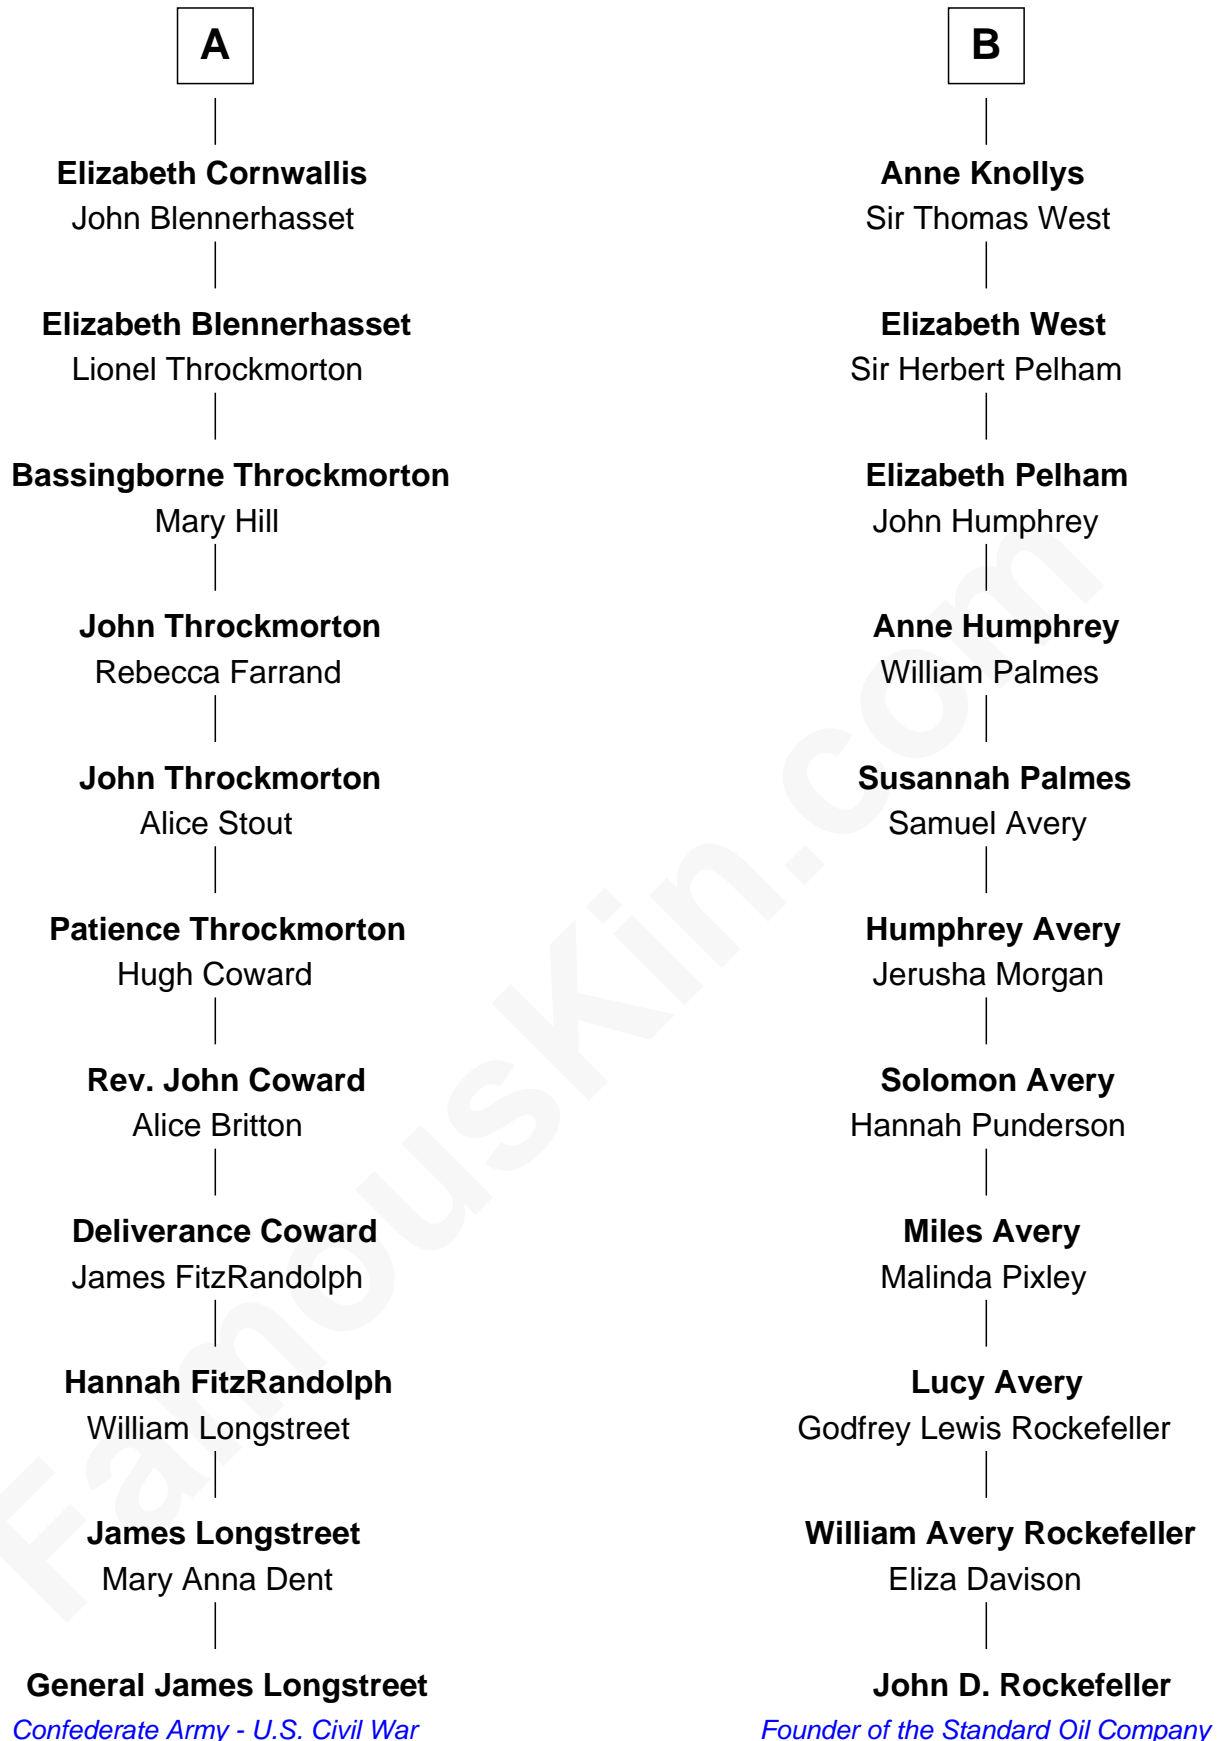 A
Elizabeth Cornwallis
John Blennerhasset
Elizabeth Blennerhasset
Lionel Throckmorton
Bassingborne Throckmorton
Mary Hill
John Throckmorton
Rebecca Farrand
John Throckmorton
Alice Stout
Patience Throckmorton
Hugh Coward
Rev. John Coward
Alice Britton
Deliverance Coward
James FitzRandolph
Hannah FitzRandolph
William Longstreet
James Longstreet
Mary Anna Dent
General James Longstreet
Confederate Army - U.S. Civil War
B
Anne Knollys
Sir Thomas West
Elizabeth West
Sir Herbert Pelham
Elizabeth Pelham
John Humphrey
Anne Humphrey
William Palmes
Susannah Palmes
Samuel Avery
Humphrey Avery
Jerusha Morgan
Solomon Avery
Hannah Punderson
Miles Avery
Malinda Pixley
Lucy Avery
Godfrey Lewis Rockefeller
William Avery Rockefeller
Eliza Davison
John D. Rockefeller
Founder of the Standard Oil Company
FamousKin.com